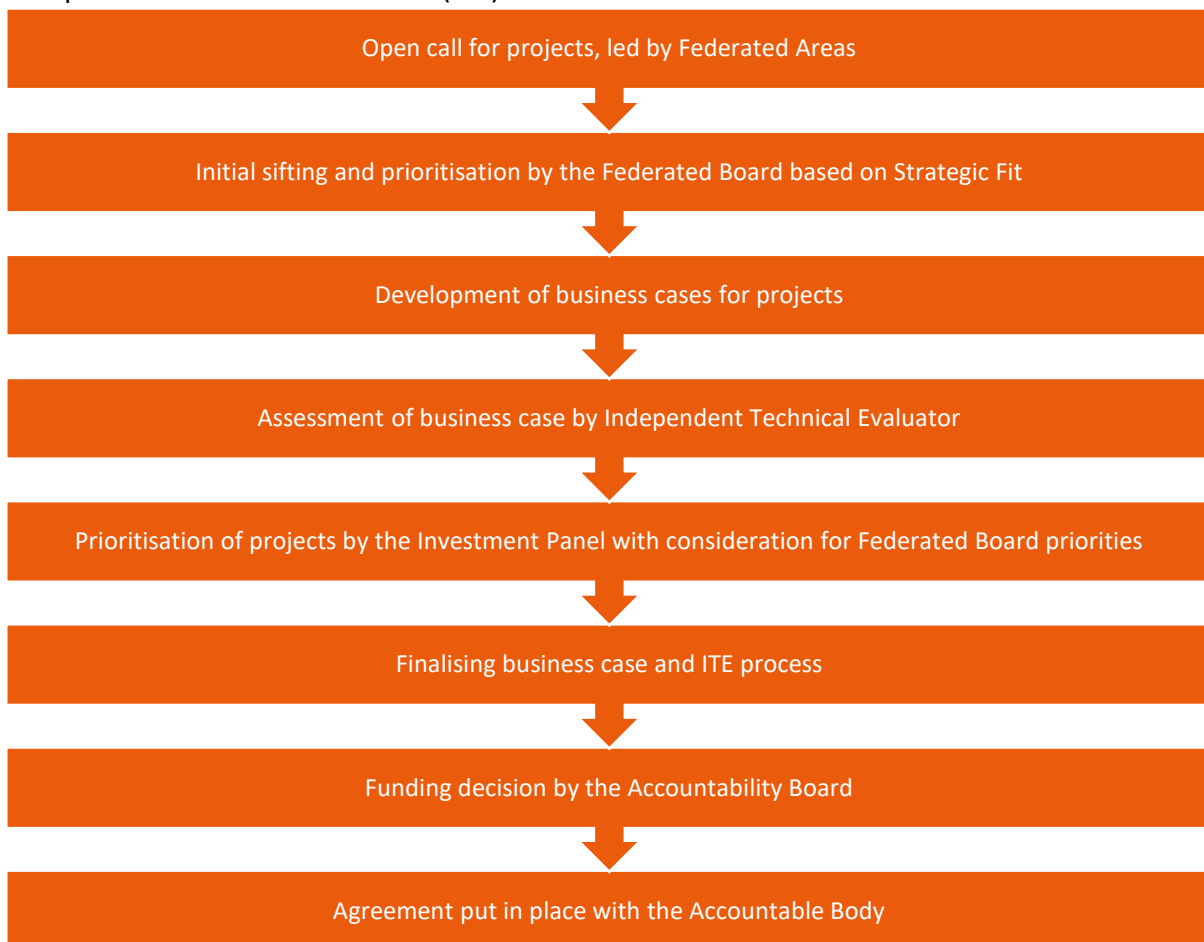 Open call for projects, led by Federated Areas
Initial sifting and prioritisation by the Federated Board based on Strategic Fit
Development of business cases for projects
Assessment of business case by Independent Technical Evaluator
Prioritisation of projects by the Investment Panel with consideration for Federated Board priorities
Finalising business case and ITE process
Funding decision by the Accountability Board
Agreement put in place with the Accountable Body